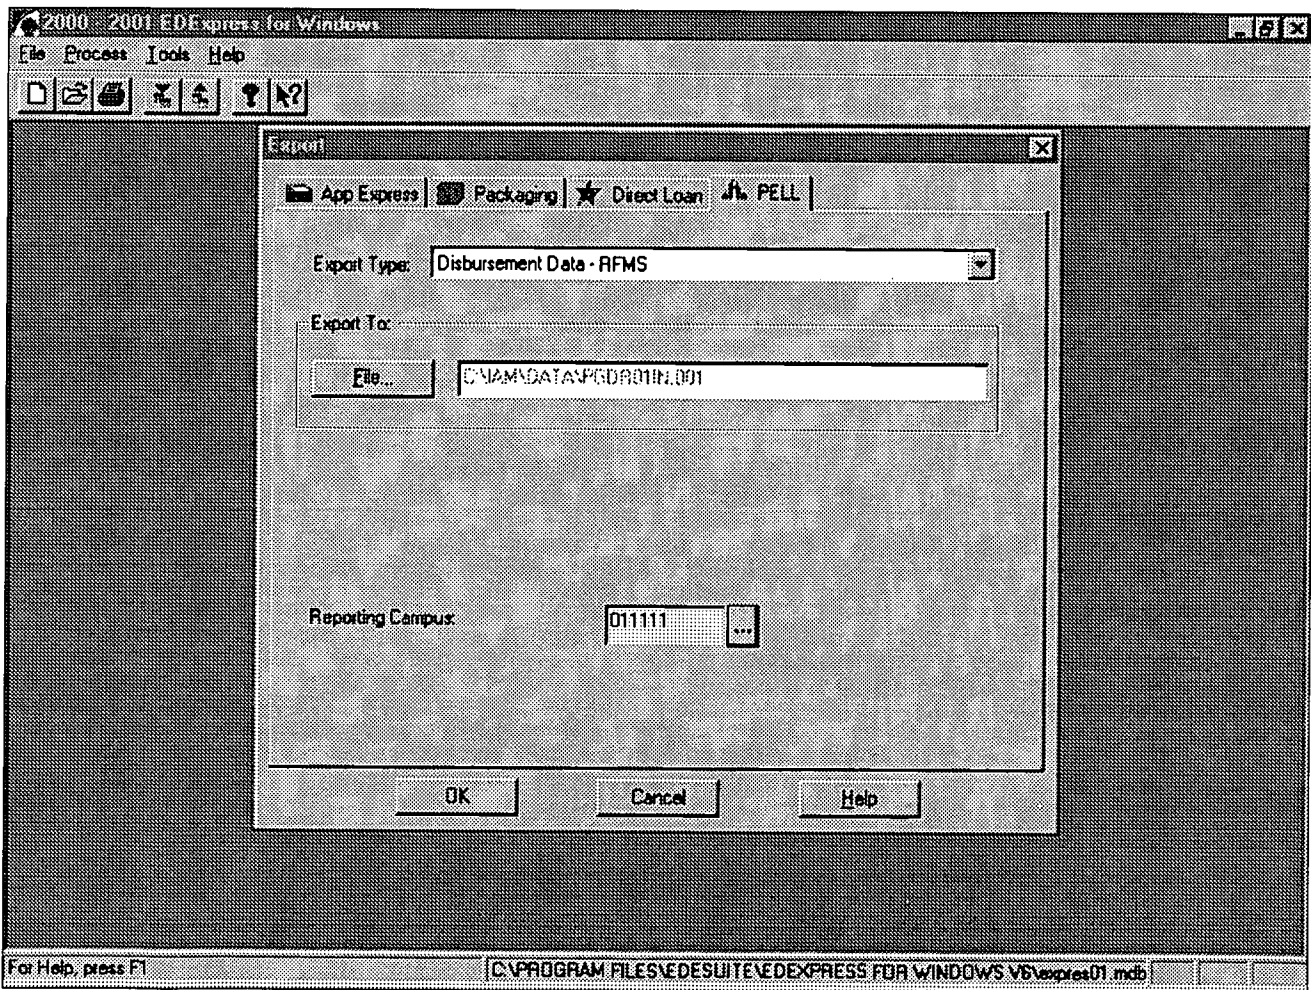 2000 - 2001 EDExpress for Windows
File Process Tools Help
Export
App Express Packaging Direct Loan PELL
Export Type: Disbursement Data - RFMS
Export To:
File... C:\IAM\DATA\PGDR01IN.001
Reporting Campus: 011111 ...
OK Cancel Help
For Help, press F1 C:\PROGRAM FILES\EDESUITE\EDEXPRESS FOR WINDOWS V6\expres01.mdb